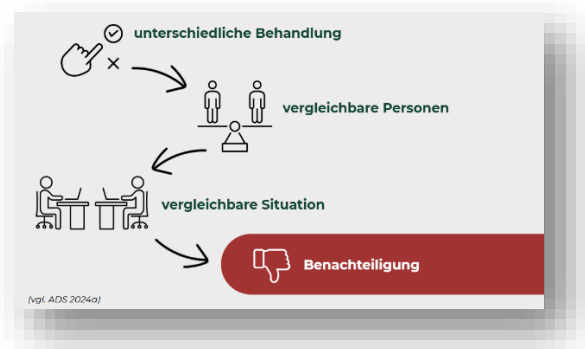 unterschiedliche Behandlung
vergleichbare Personen
vergleichbare Situation
Benachteiligung
(vgl. ADS 2024a)